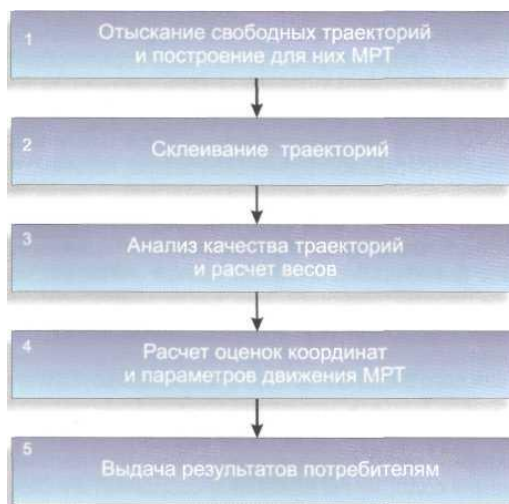 1
Отыскание свободных траекторий
и построение для них МРТ
2
Склеивание траекторий
3
Анализ качества траекторий
и расчет весов
4
Расчет оценок координат
и параметров движения МРТ
5
Выдача результатов потребителям